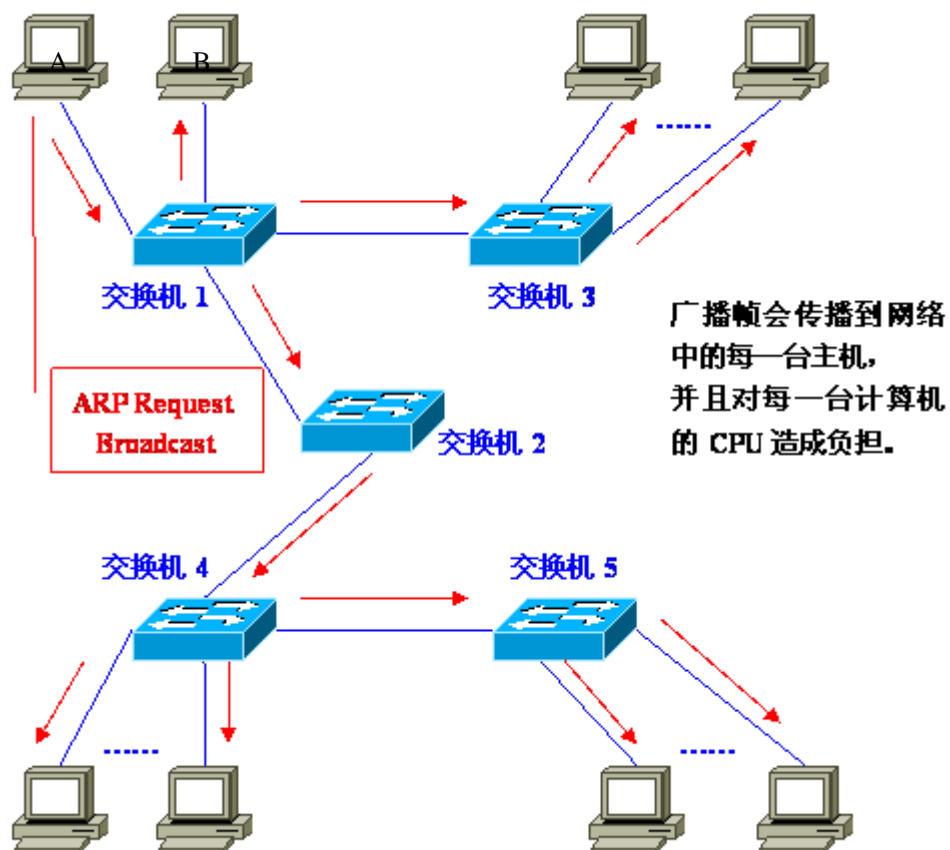 A
B
交换机 1
交换机 3
广播帧会传播到网络
中的每一台主机，
并且对每一台计算机
的 CPU 造成负担。
ARP Request
Broadcast
交换机 2
交换机 4
交换机 5